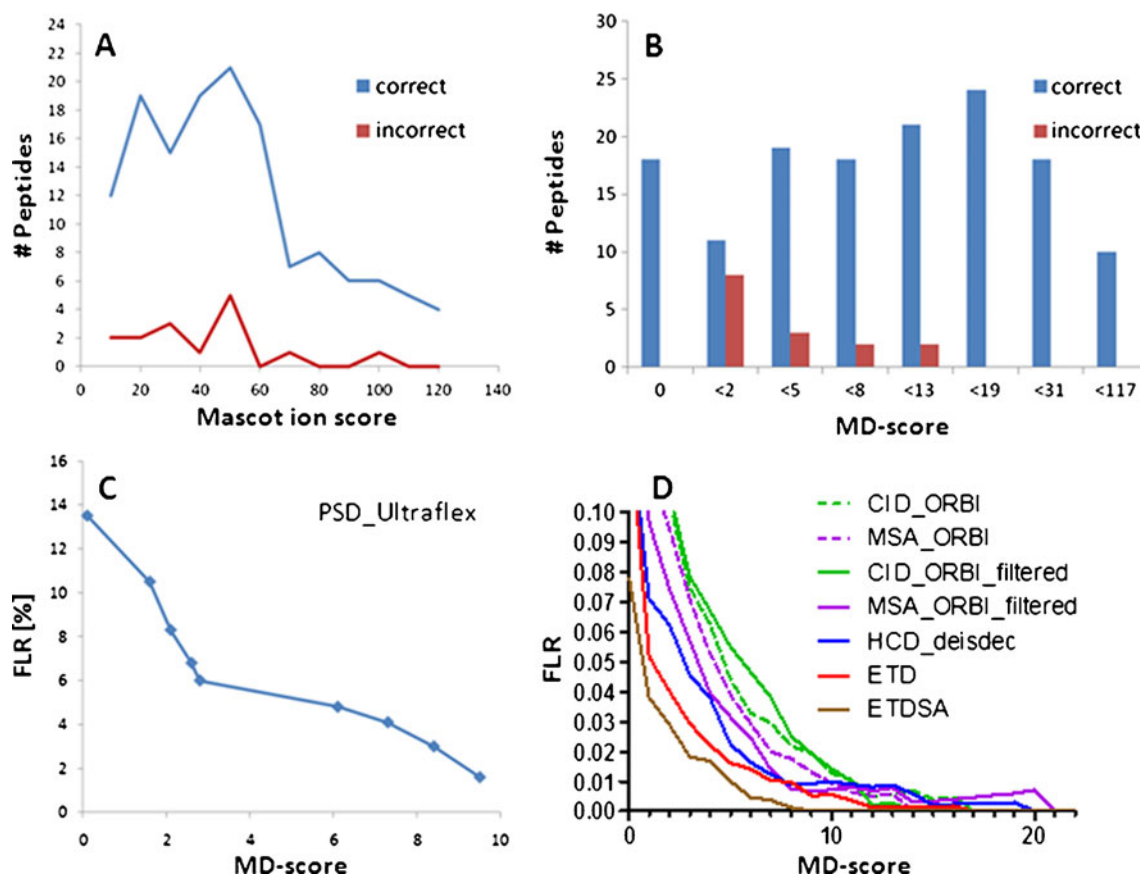 A
24
22
20
18
16
14
12
10
8
6
4
2
0
# Peptides
correct
incorrect
0 20 40 60 80 100 120 140
Mascot ion score
B
30
25
20
15
10
5
0
# Peptides
correct
incorrect
0 <2 <5 <8 <13 <19 <31 <117
MD-score
C
PSD_Ultraflex
16
14
12
10
8
6
4
2
0
FLR [%]
0 2 4 6 8 10
MD-score
D
CID_ORBI
MSA_ORBI
CID_ORBI_filtered
MSA_ORBI_filtered
HCD_deisdec
ETD
ETDSA
0.10
0.09
0.08
0.07
0.06
0.05
0.04
0.03
0.02
0.01
0.00
FLR
0 10 20
MD-score